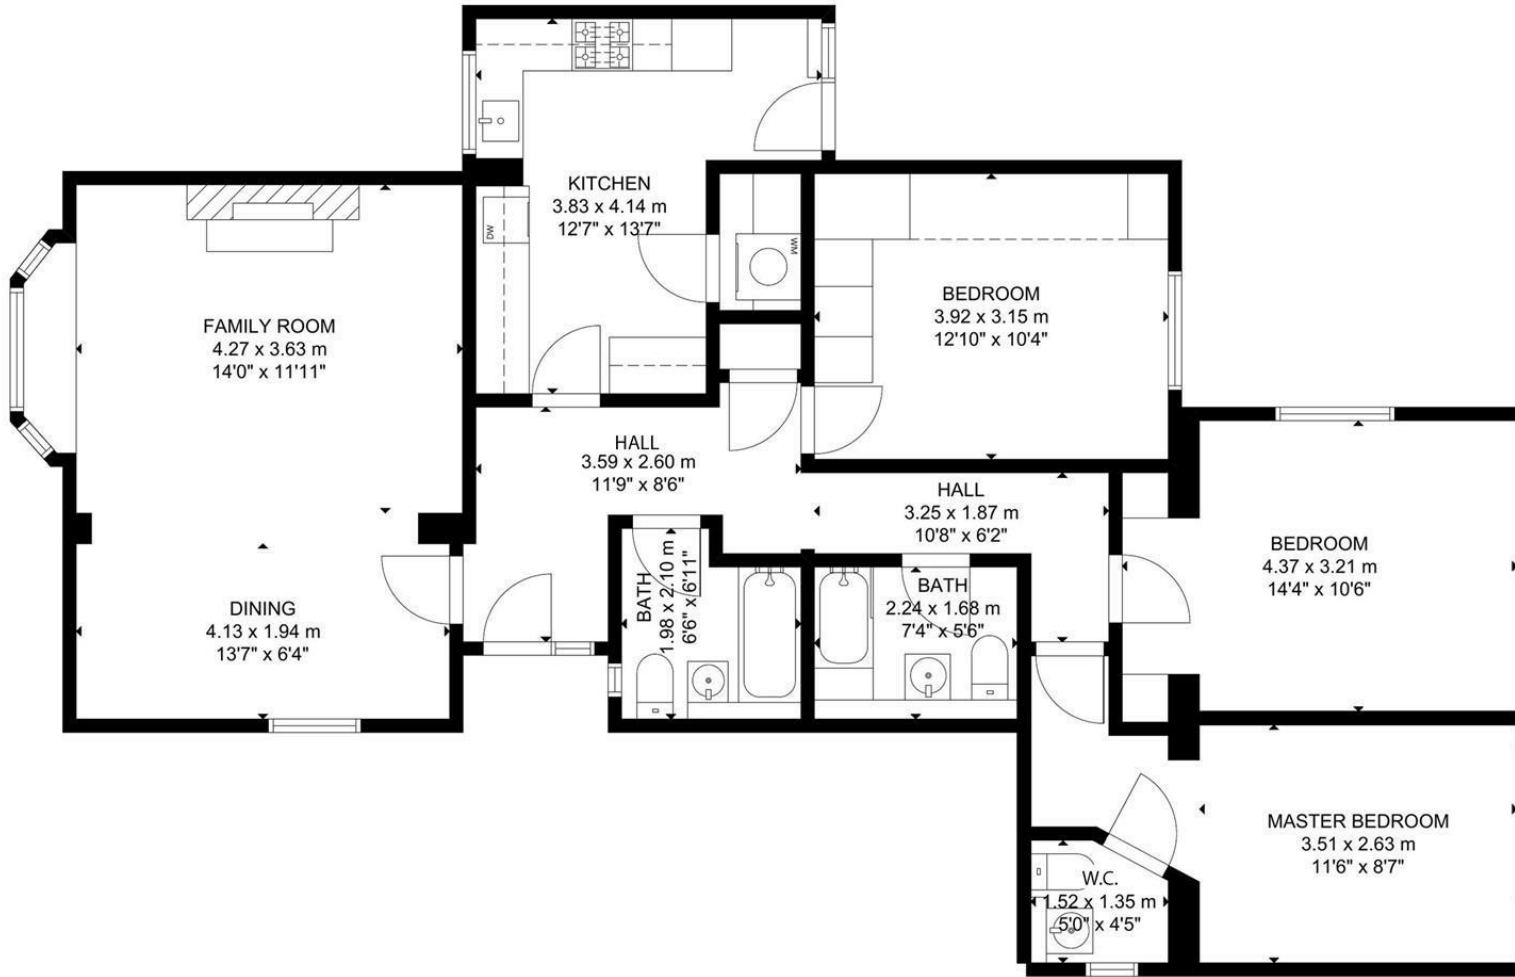 KITCHEN
3.83 x 4.14 m
12'7" x 13'7"
DW
WM
FAMILY ROOM
4.27 x 3.63 m
14'0" x 11'11"
BEDROOM
3.92 x 3.15 m
12'10" x 10'4"
HALL
3.59 x 2.60 m
11'9" x 8'6"
HALL
3.25 x 1.87 m
10'8" x 6'2"
BEDROOM
4.37 x 3.21 m
14'4" x 10'6"
DINING
4.13 x 1.94 m
13'7" x 6'4"
BATH
1.98 x 2.10 m
6'6" x 6'11"
BATH
2.24 x 1.68 m
7'4" x 5'6"
MASTER BEDROOM
3.51 x 2.63 m
11'6" x 8'7"
W.C.
1.52 x 1.35 m
5'0" x 4'5"